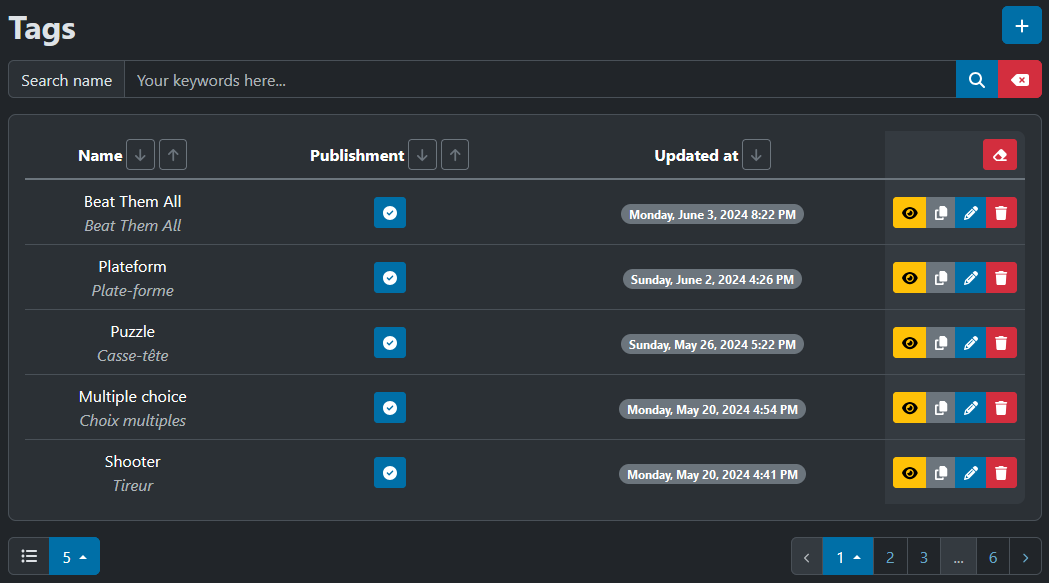 Tags
Search name Your keywords here...
Name Publishment Updated at
Beat Them All
Beat Them All
Monday, June 3, 2024 8:22 PM
Plateform
Plate-forme
Sunday, June 2, 2024 4:26 PM
Puzzle
Casse-tête
Sunday, May 26, 2024 5:22 PM
Multiple choice
Choix multiples
Monday, May 20, 2024 4:54 PM
Shooter
Tireur
Monday, May 20, 2024 4:41 PM
5 1 2 3 ... 6